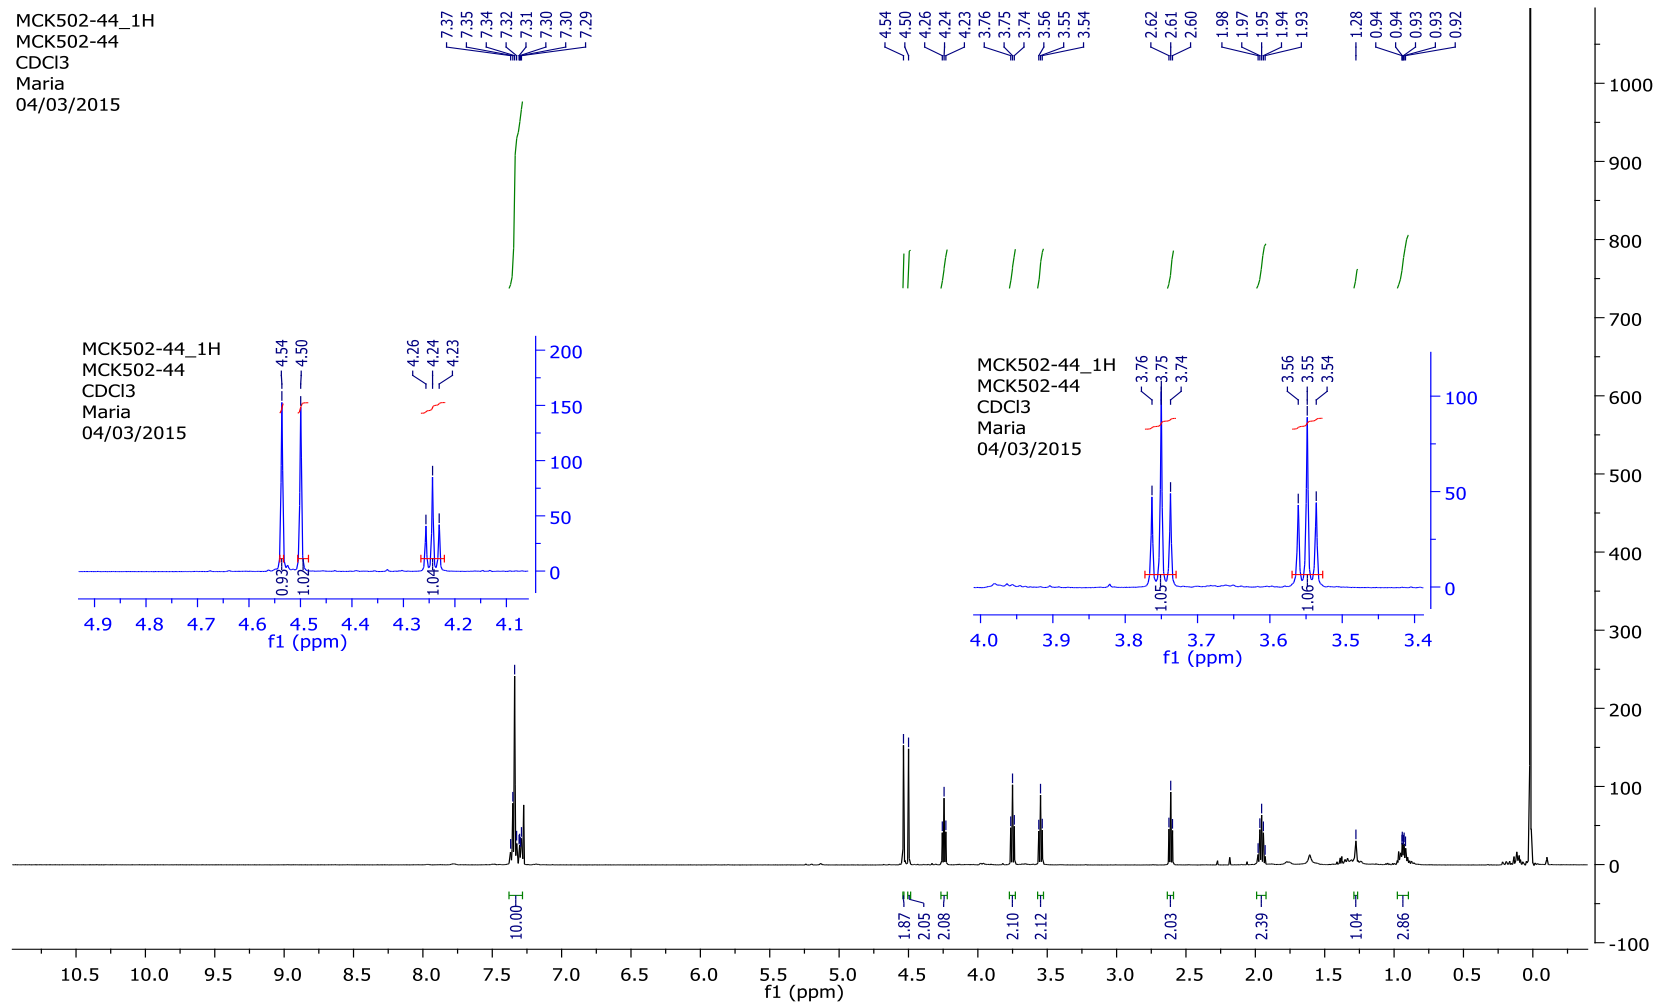 MCK502-44_1H
MCK502-44
CDCl3
Maria
04/03/2015
7.37 7.35 7.34 7.32 7.31 7.30 7.30 7.29 4.54 4.50 4.26 4.24 4.23 3.76 3.75 3.74 3.56 3.55 3.54 2.62 2.61 2.60 1.98 1.97 1.95 1.94 1.93 1.28 0.94 0.94 0.93 0.93 0.92
1000
900
800
700
600
500
400
300
200
100
0
-100
MCK502-44_1H
MCK502-44
CDCl3
Maria
04/03/2015
4.54 4.50 4.26 4.24 4.23
200
150
100
50
0
0.93 1.02 1.04
4.9 4.8 4.7 4.6 4.5 4.4 4.3 4.2 4.1
f1 (ppm)
MCK502-44_1H
MCK502-44
CDCl3
Maria
04/03/2015
3.76 3.75 3.74 3.56 3.55 3.54
100
50
0
1.05 1.06
4.0 3.9 3.8 3.7 3.6 3.5 3.4
f1 (ppm)
10.00 1.87 2.05 2.08 2.10 2.12 2.03 2.39 1.04 2.86
10.5 10.0 9.5 9.0 8.5 8.0 7.5 7.0 6.5 6.0 5.5 5.0 4.5 4.0 3.5 3.0 2.5 2.0 1.5 1.0 0.5 0.0
f1 (ppm)